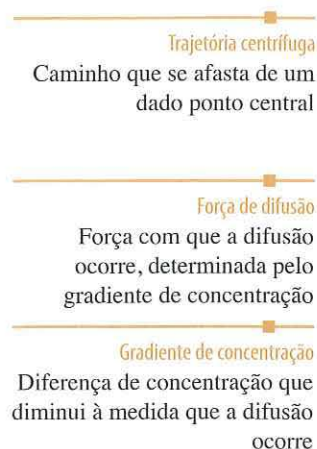 Trajetória centrífuga
Caminho que se afasta de um
dado ponto central
Força de difusão
Força com que a difusão
ocorre, determinada pelo
gradiente de concentração
Gradiente de concentração
Diferença de concentração que
diminui à medida que a difusão
ocorre